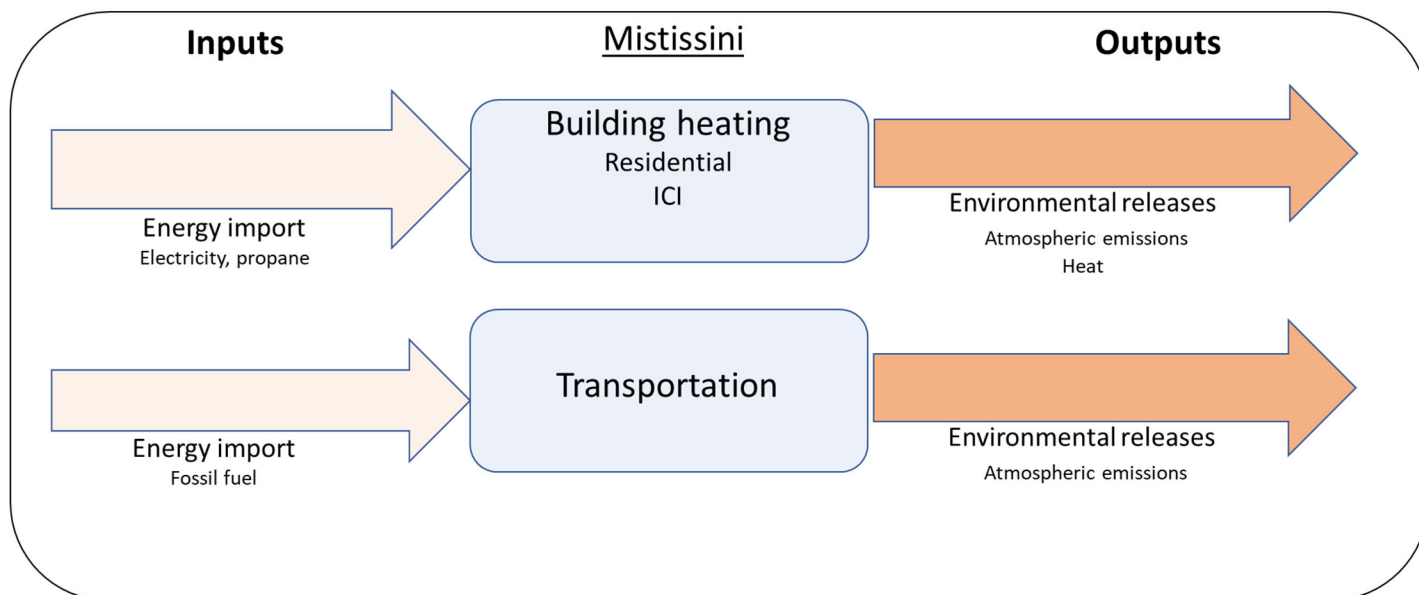 Inputs
Mistissini
Outputs
Building heating
Residential
ICI
Energy import
Electricity, propane
Environmental releases
Atmospheric emissions
Heat
Transportation
Energy import
Fossil fuel
Environmental releases
Atmospheric emissions